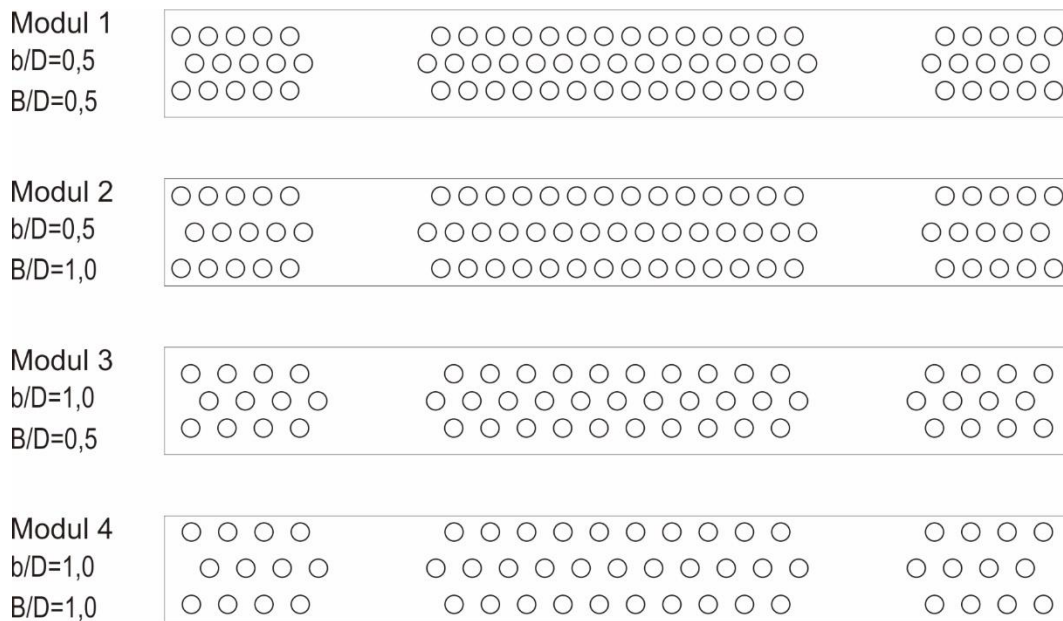 Modul 1
b/D=0,5
B/D=0,5
Modul 2
b/D=0,5
B/D=1,0
Modul 3
b/D=1,0
B/D=0,5
Modul 4
b/D=1,0
B/D=1,0